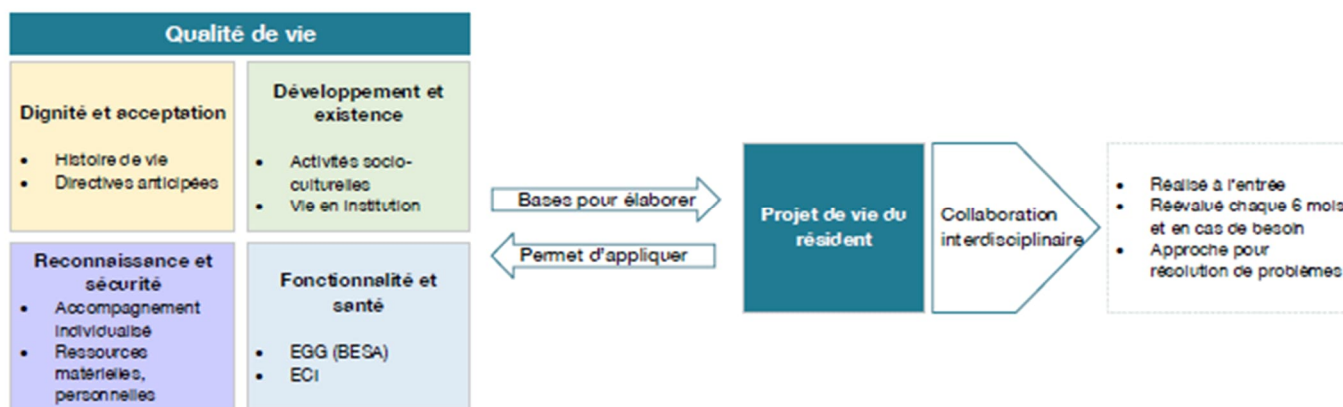 Qualité de vie
Dignité et acceptation
• Histoire de vie
• Directives anticipées
Développement et
existence
• Activités socio-
culturelles
• Vie en institution
Reconnaissance et
sécurité
• Accompagnement
individualisé
• Ressources
matérielles,
personnelles
Fonctionnalité et
santé
• EGG (BESA)
• ECI
Bases pour élaborer
Permet d'appliquer
Projet de vie du
résident
Collaboration
interdisciplinaire
• Réalisé à l'entrée
• Réévalué chaque 6 mois
et en cas de besoin
• Approche pour
résolution de problèmes